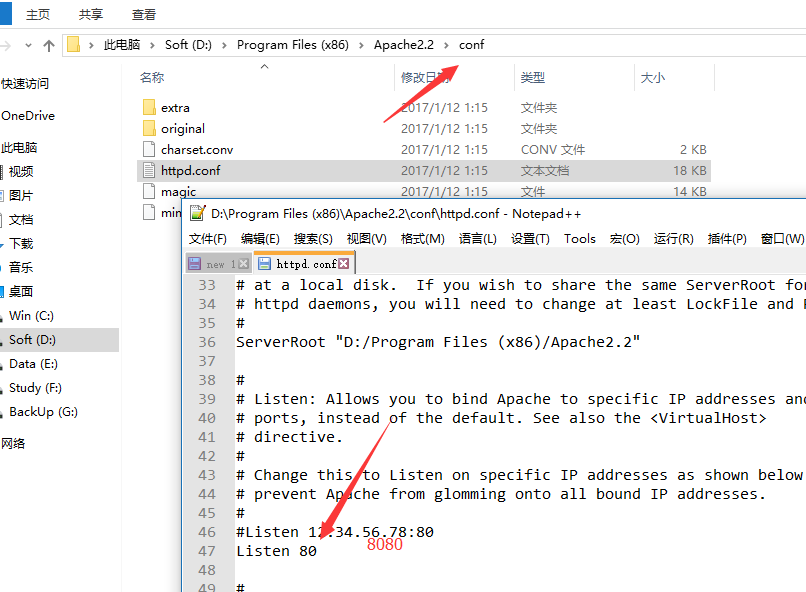 主页 共享 查看
此电脑 Soft (D:) Program Files (x86) Apache2.2 conf
名称 修改日期 类型 大小
快速访问
OneDrive
此电脑
视频
图片
文档
下载
音乐
桌面
Win (C:)
Soft (D:)
Data (E:)
Study (F:)
BackUp (G:)
网络
extra 2017/1/12 1:15 文件夹
original 2017/1/12 1:15 文件夹
charset.conv 2017/1/12 1:15 CONV 文件 2 KB
httpd.conf 2017/1/12 1:15 文本文档 18 KB
magic 2017/1/12 1:15 文件 14 KB
D:\Program Files (x86)\Apache2.2\conf\httpd.conf - Notepad++
文件(F) 编辑(E) 搜索(S) 视图(V) 格式(M) 语言(L) 设置(T) Tools 宏(O) 运行(R) 插件(P) 窗口(W)
new 1 httpd.conf
33 # at a local disk.  If you wish to share the same ServerRoot for
34 # httpd daemons, you will need to change at least LockFile and
35 #
36 ServerRoot "D:/Program Files (x86)/Apache2.2"
37
38 #
39 # Listen: Allows you to bind Apache to specific IP addresses and
40 # ports, instead of the default. See also the <VirtualHost>
41 # directive.
42 #
43 # Change this to Listen on specific IP addresses as shown below
44 # prevent Apache from glomming onto all bound IP addresses.
45 #
46 #Listen 12.34.56.78:80
47 Listen 80
8080
48
49 #